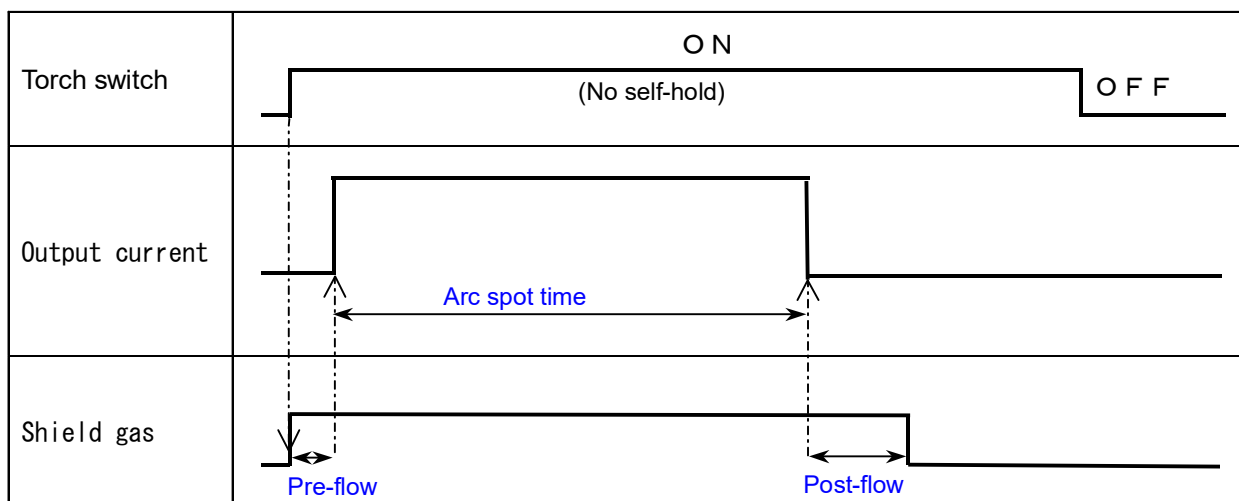 Torch switch
ＯＮ
(No self-hold)
ＯＦＦ
Output current
Arc spot time
Shield gas
Pre-flow
Post-flow